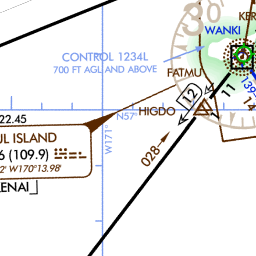 30
KER
WANKI
CONTROL 1234L
700 FT AGL AND ABOVE
FATMU
12
11
139
14
HIGDO
22.45
N57°
UL ISLAND
6 (109.9)
2' W170°13.98'
W171°
028
ENAI